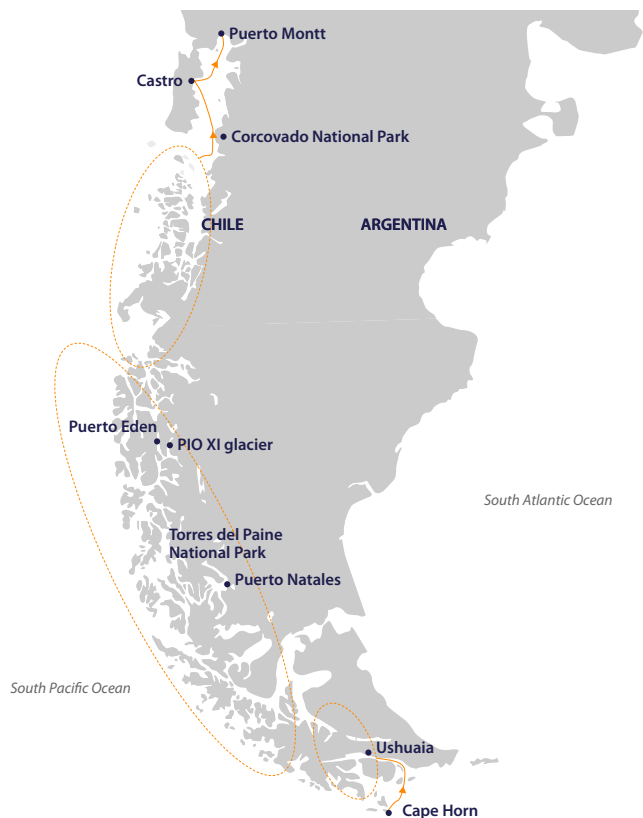 Puerto Montt
Castro
Corcovado National Park
CHILE
ARGENTINA
Puerto Eden
PIO XI glacier
South Atlantic Ocean
Torres del Paine
National Park
Puerto Natales
South Pacific Ocean
Ushuaia
Cape Horn